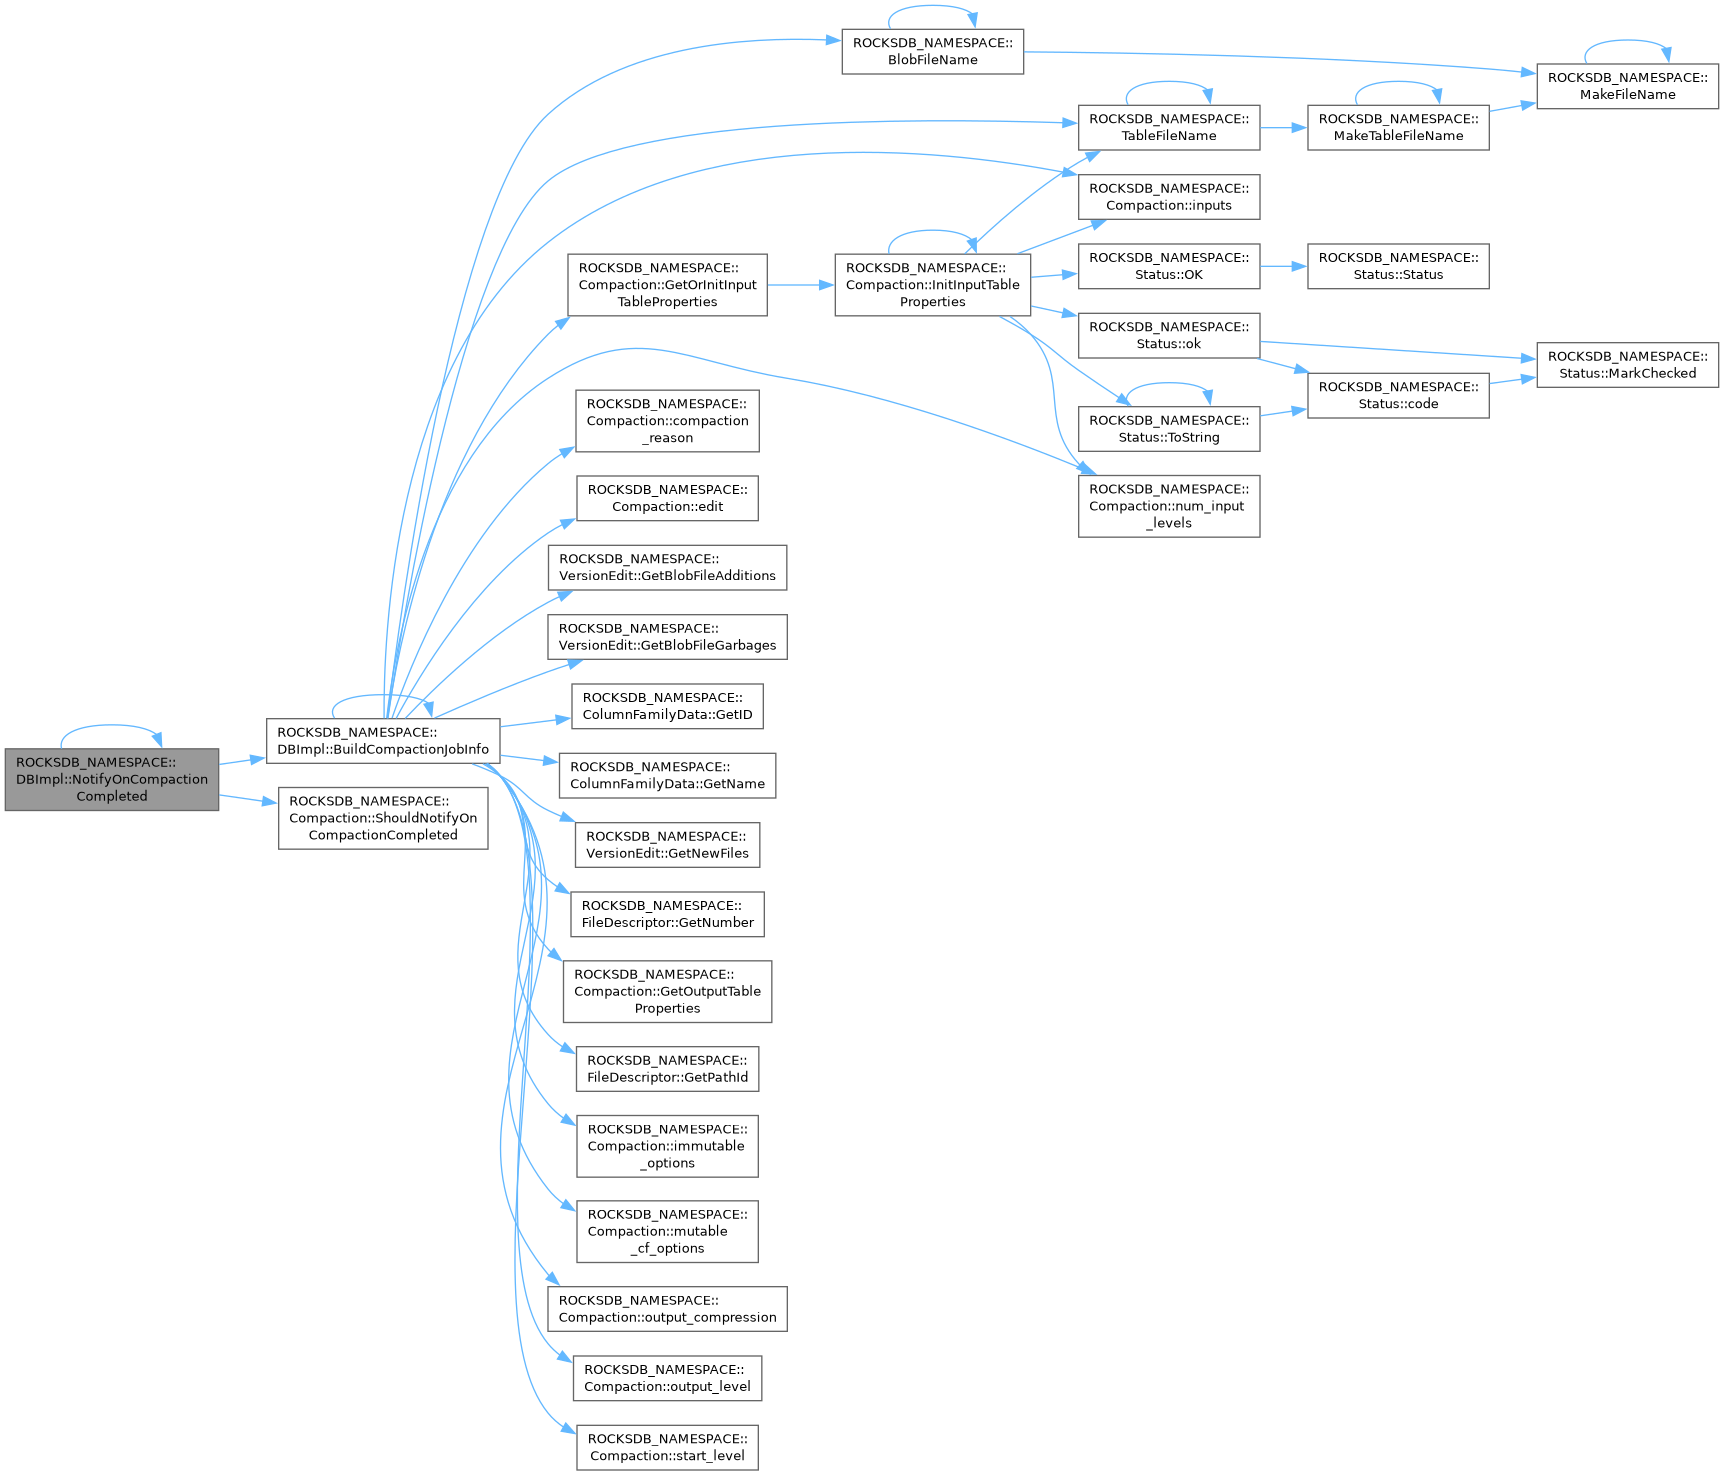 ROCKSDB_NAMESPACE::
DBImpl::NotifyOnCompaction
Completed
ROCKSDB_NAMESPACE::
DBImpl::BuildCompactionJobInfo
ROCKSDB_NAMESPACE::
Compaction::ShouldNotifyOn
CompactionCompleted
ROCKSDB_NAMESPACE::
BlobFileName
ROCKSDB_NAMESPACE::
MakeFileName
ROCKSDB_NAMESPACE::
TableFileName
ROCKSDB_NAMESPACE::
MakeTableFileName
ROCKSDB_NAMESPACE::
Compaction::inputs
ROCKSDB_NAMESPACE::
Compaction::GetOrInitInput
TableProperties
ROCKSDB_NAMESPACE::
Compaction::InitInputTable
Properties
ROCKSDB_NAMESPACE::
Status::OK
ROCKSDB_NAMESPACE::
Status::Status
ROCKSDB_NAMESPACE::
Status::ok
ROCKSDB_NAMESPACE::
Status::MarkChecked
ROCKSDB_NAMESPACE::
Status::code
ROCKSDB_NAMESPACE::
Status::ToString
ROCKSDB_NAMESPACE::
Compaction::num_input
_levels
ROCKSDB_NAMESPACE::
Compaction::compaction
_reason
ROCKSDB_NAMESPACE::
Compaction::edit
ROCKSDB_NAMESPACE::
VersionEdit::GetBlobFileAdditions
ROCKSDB_NAMESPACE::
VersionEdit::GetBlobFileGarbages
ROCKSDB_NAMESPACE::
ColumnFamilyData::GetID
ROCKSDB_NAMESPACE::
ColumnFamilyData::GetName
ROCKSDB_NAMESPACE::
VersionEdit::GetNewFiles
ROCKSDB_NAMESPACE::
FileDescriptor::GetNumber
ROCKSDB_NAMESPACE::
Compaction::GetOutputTable
Properties
ROCKSDB_NAMESPACE::
FileDescriptor::GetPathId
ROCKSDB_NAMESPACE::
Compaction::immutable
_options
ROCKSDB_NAMESPACE::
Compaction::mutable
_cf_options
ROCKSDB_NAMESPACE::
Compaction::output_compression
ROCKSDB_NAMESPACE::
Compaction::output_level
ROCKSDB_NAMESPACE::
Compaction::start_level